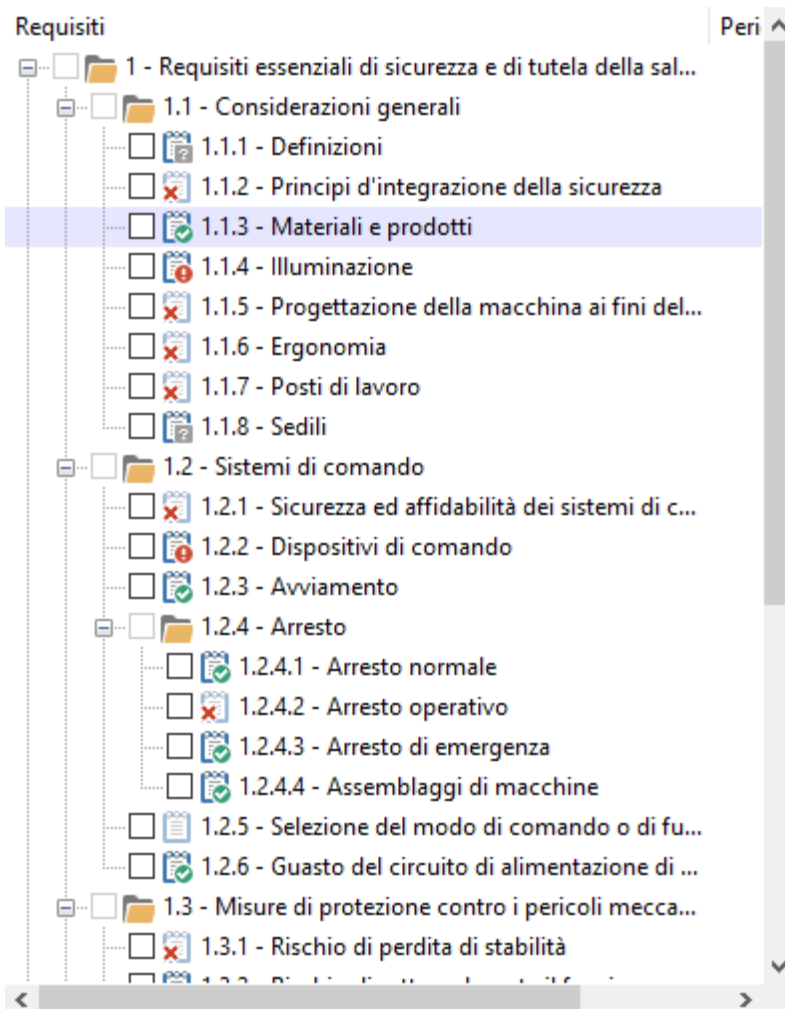 Requisiti Peri
1 - Requisiti essenziali di sicurezza e di tutela della sal...
1.1 - Considerazioni generali
1.1.1 - Definizioni
1.1.2 - Principi d'integrazione della sicurezza
1.1.3 - Materiali e prodotti
1.1.4 - Illuminazione
1.1.5 - Progettazione della macchina ai fini del...
1.1.6 - Ergonomia
1.1.7 - Posti di lavoro
1.1.8 - Sedili
1.2 - Sistemi di comando
1.2.1 - Sicurezza ed affidabilità dei sistemi di c...
1.2.2 - Dispositivi di comando
1.2.3 - Avviamento
1.2.4 - Arresto
1.2.4.1 - Arresto normale
1.2.4.2 - Arresto operativo
1.2.4.3 - Arresto di emergenza
1.2.4.4 - Assemblaggi di macchine
1.2.5 - Selezione del modo di comando o di fu...
1.2.6 - Guasto del circuito di alimentazione di ...
1.3 - Misure di protezione contro i pericoli mecca...
1.3.1 - Rischio di perdita di stabilità